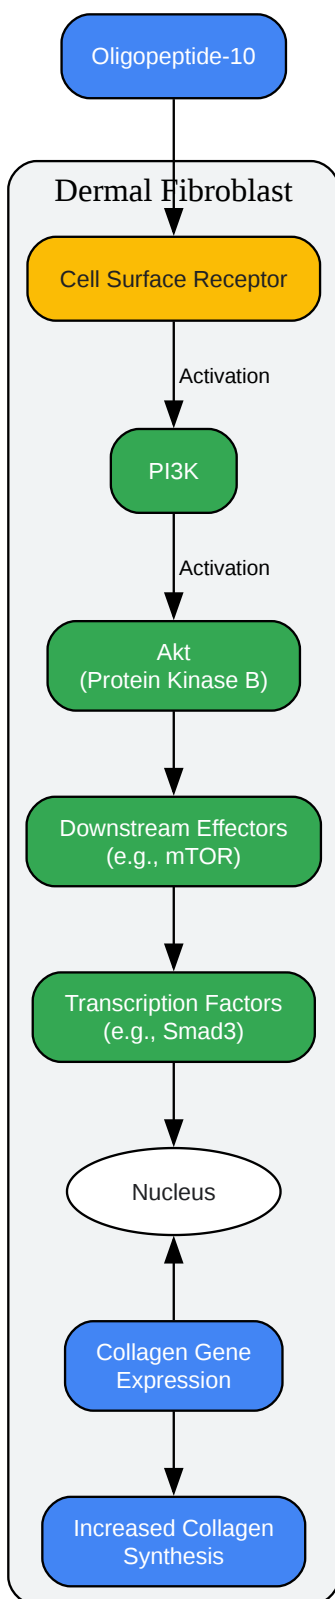 Oligopeptide-10
Dermal Fibroblast
Cell Surface Receptor
Activation
PI3K
Activation
Akt
(Protein Kinase B)
Downstream Effectors
(e.g., mTOR)
Transcription Factors
(e.g., Smad3)
Nucleus
Collagen Gene
Expression
Increased Collagen
Synthesis